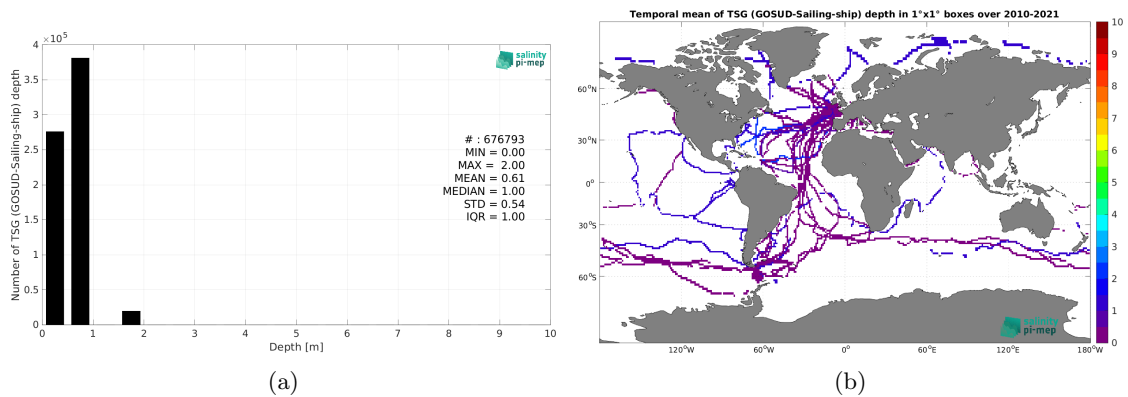 ×10⁵
4
3.5
3
2.5
2
1.5
1
0.5
0
Number of TSG (GOSUD-Sailing-ship) depth
salinity
pi-mep
# : 676793
MIN = 0.00
MAX = 2.00
MEAN = 0.61
MEDIAN = 1.00
STD = 0.54
IQR = 1.00
0 1 2 3 4 5 6 7 8 9 10
Depth [m]
(a)
Temporal mean of TSG (GOSUD-Sailing-ship) depth in 1°x1° boxes over 2010-2021
60°N
30°N
0°
30°S
60°S
120°W 60°W 0° 60°E 120°E 180°W
salinity
pi-mep
10
9
8
7
6
5
4
3
2
1
0
(b)